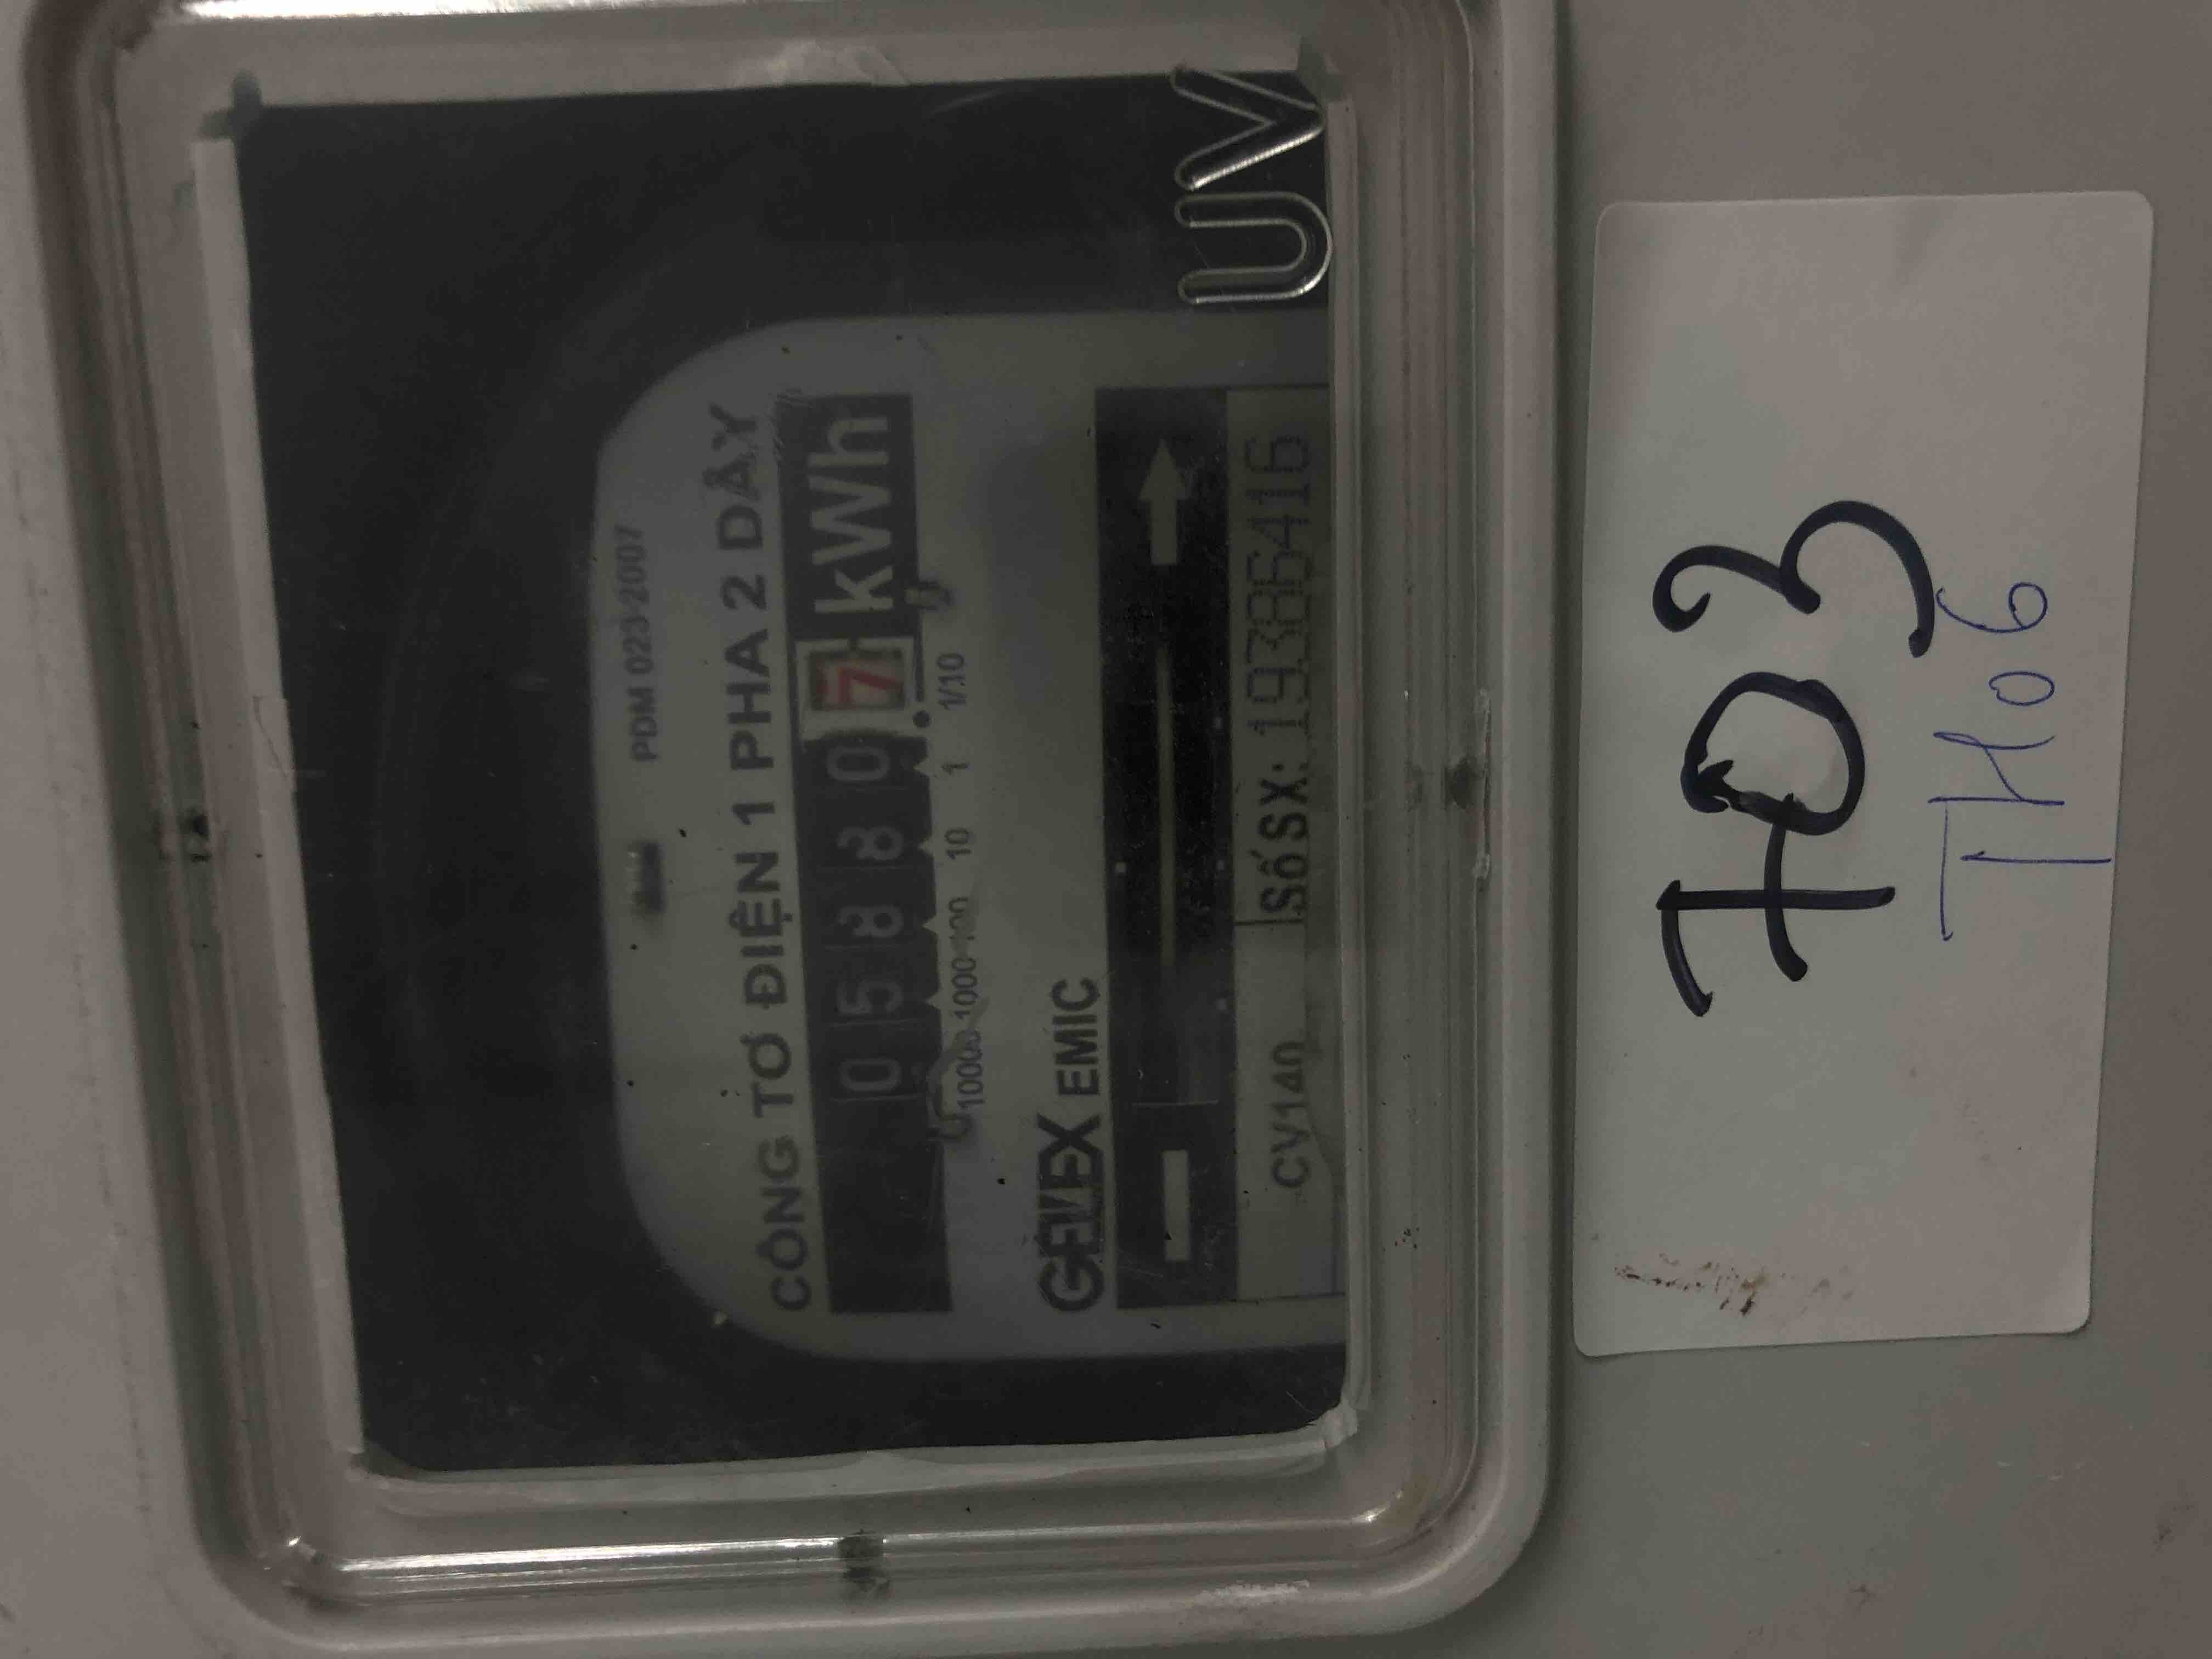 PDM 023-2007
CÔNG TƠ ĐIỆN 1 PHA 2 DÂY
0 5 8 8 0 7 kWh
10000 1000 100 10 1 1/10
GELEX EMIC
CV140 Số SX: 19386416
UV
703
TH06